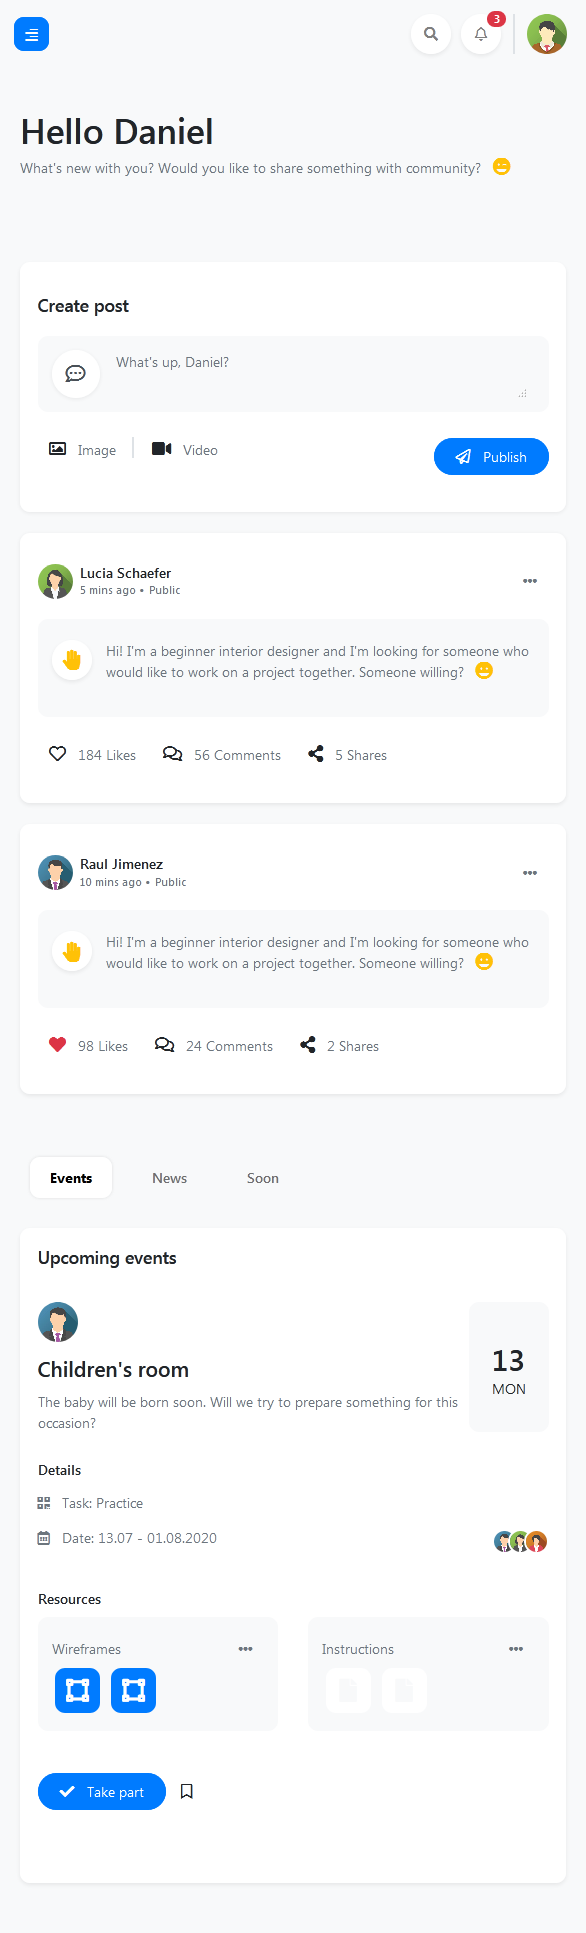 3
Hello Daniel
What's new with you? Would you like to share something with community?
Create post
What's up, Daniel?
Image
Video
Publish
Lucia Schaefer
5 mins ago • Public
Hi! I'm a beginner interior designer and I'm looking for someone who
would like to work on a project together. Someone willing?
184 Likes
56 Comments
5 Shares
Raul Jimenez
10 mins ago • Public
Hi! I'm a beginner interior designer and I'm looking for someone who
would like to work on a project together. Someone willing?
98 Likes
24 Comments
2 Shares
Events
News
Soon
Upcoming events
13
MON
Children's room
The baby will be born soon. Will we try to prepare something for this
occasion?
Details
Task: Practice
Date: 13.07 - 01.08.2020
Resources
Wireframes
Instructions
Take part